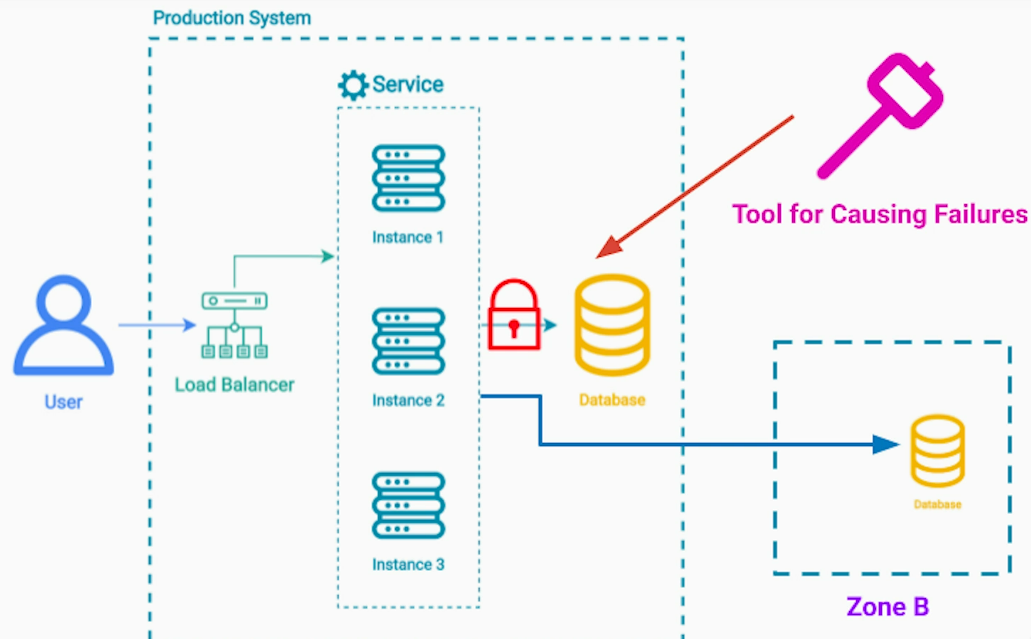 Production System
Service
Tool for Causing Failures
Instance 1
Instance 2
Instance 3
Load Balancer
User
Database
Database
Zone B